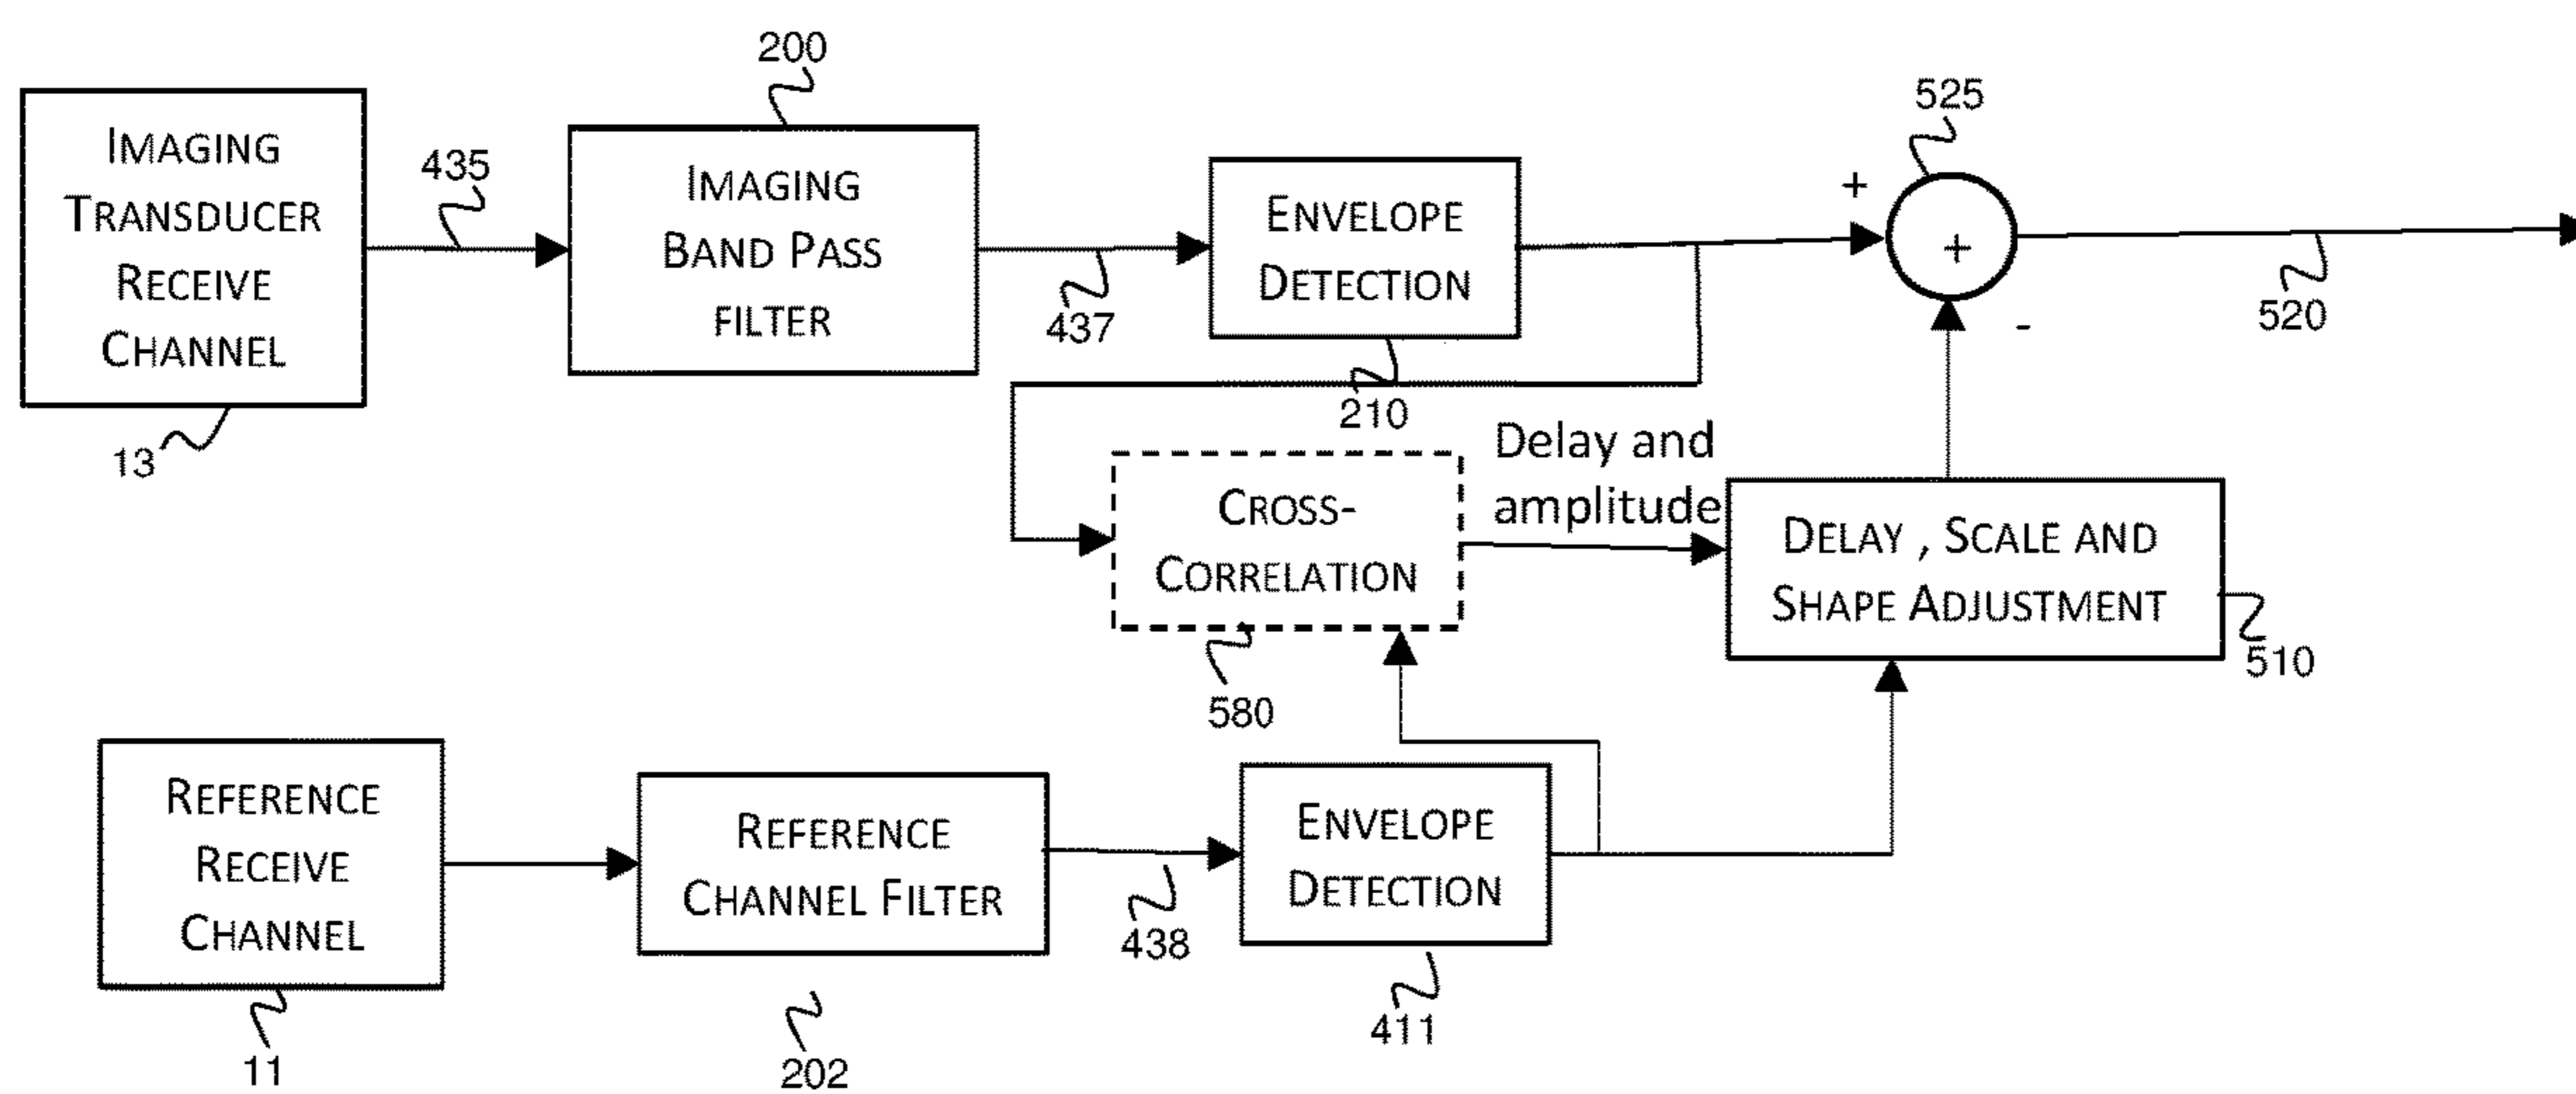 200
525
IMAGING
TRANSDUCER
RECEIVE
CHANNEL
435
IMAGING
BAND PASS
FILTER
437
ENVELOPE
DETECTION
+
+
-
520
13
210
Delay and
amplitude
CROSS-
CORRELATION
DELAY , SCALE AND
SHAPE ADJUSTMENT
510
580
REFERENCE
RECEIVE
CHANNEL
REFERENCE
CHANNEL FILTER
438
ENVELOPE
DETECTION
411
11
202